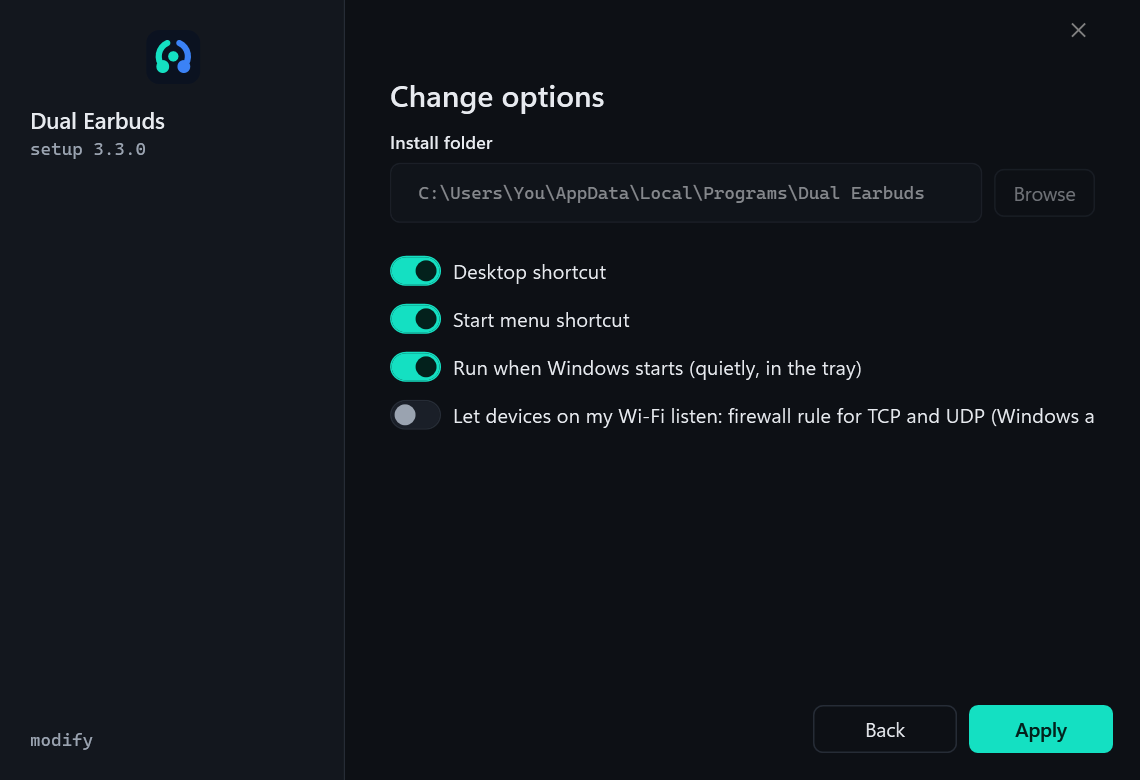 Dual Earbuds
setup 3.3.0
Change options
Install folder
C:\Users\You\AppData\Local\Programs\Dual Earbuds
Browse
Desktop shortcut
Start menu shortcut
Run when Windows starts (quietly, in the tray)
Let devices on my Wi-Fi listen: firewall rule for TCP and UDP (Windows a
modify
Back
Apply